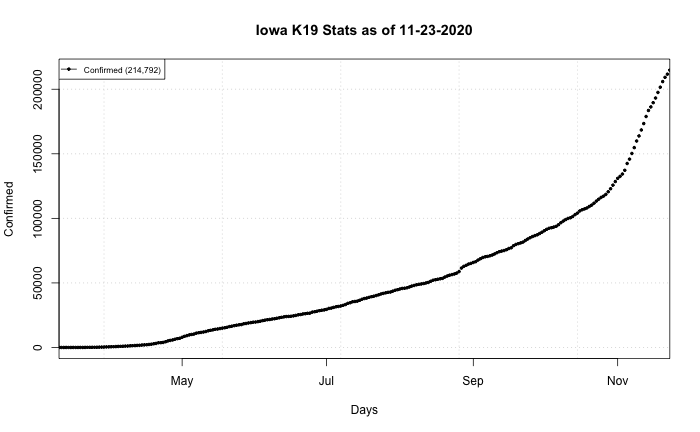 Iowa K19 Stats as of 11-23-2020
Confirmed (214,792)
Confirmed
200000
150000
100000
50000
0
May
Jul
Sep
Nov
Days